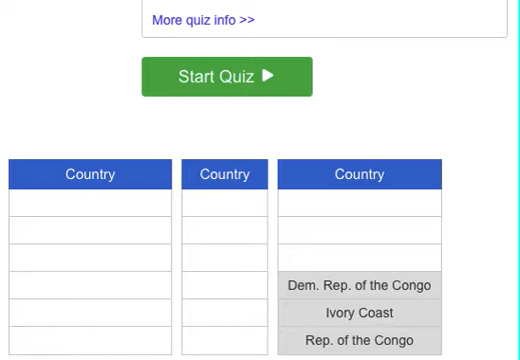 More quiz info >>
Start Quiz ▶
Country Country Country
Dem. Rep. of the Congo
Ivory Coast
Rep. of the Congo